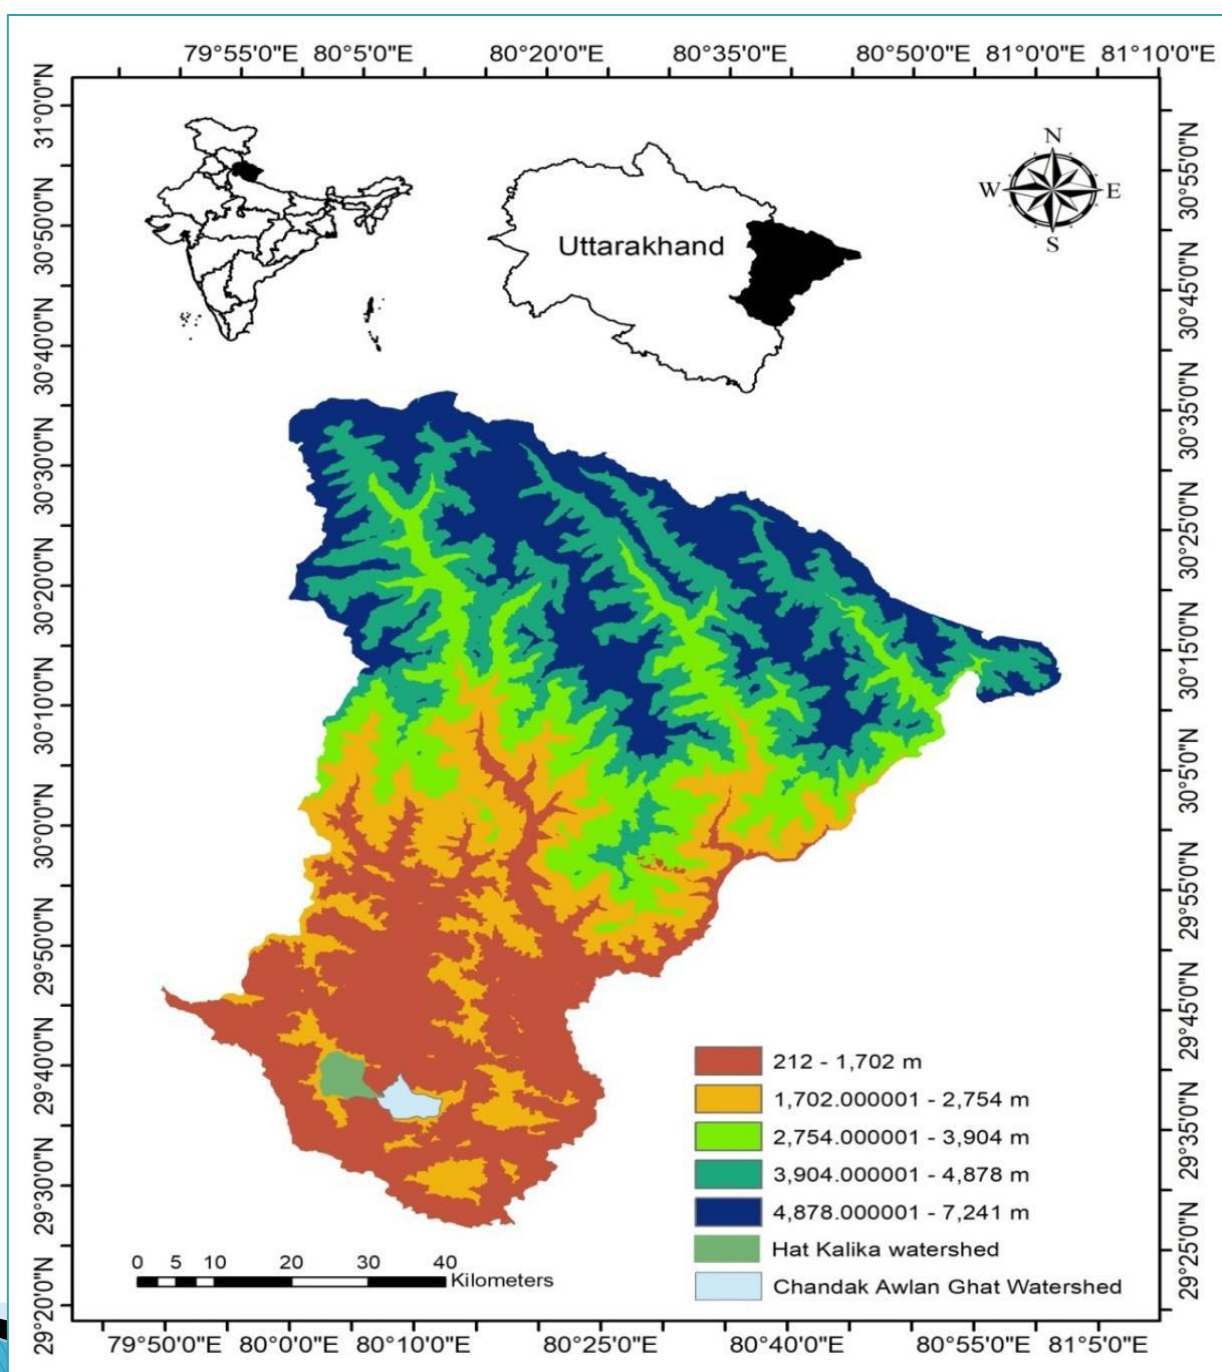 79°55'0"E 80°5'0"E 80°20'0"E 80°35'0"E 80°50'0"E 81°0'0"E 81°10'0"E
31°0'0"N
30°50'0"N
30°40'0"N
30°30'0"N
30°20'0"N
30°10'0"N
30°0'0"N
29°50'0"N
29°40'0"N
29°30'0"N
29°20'0"N
Uttarakhand
N
W E
S
30°55'0"N
30°45'0"N
30°35'0"N
30°25'0"N
30°15'0"N
30°5'0"N
29°55'0"N
29°45'0"N
29°35'0"N
29°25'0"N
212 - 1,702 m
1,702.000001 - 2,754 m
2,754.000001 - 3,904 m
3,904.000001 - 4,878 m
4,878.000001 - 7,241 m
Hat Kalika watershed
Chandak Awlan Ghat Watershed
0 5 10 20 30 40
Kilometers
79°50'0"E 80°0'0"E 80°10'0"E 80°25'0"E 80°40'0"E 80°55'0"E 81°5'0"E